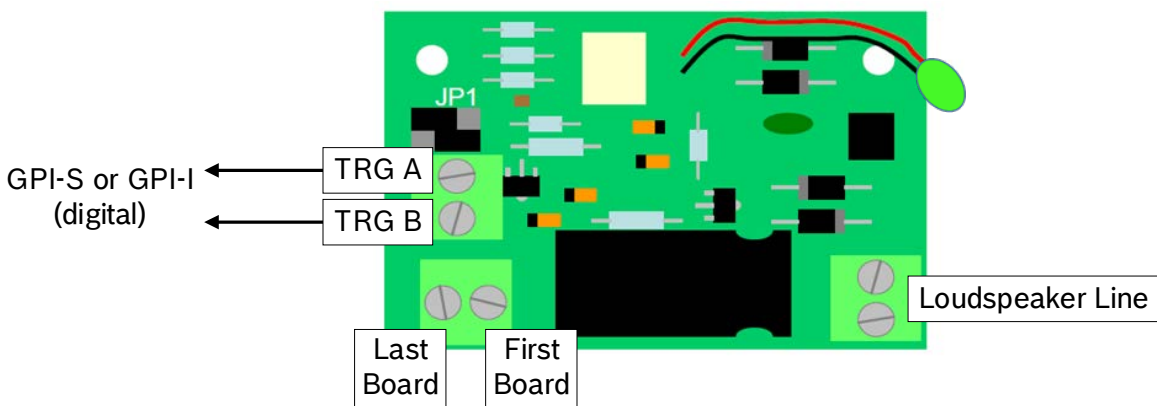 JP1
GPI-S or GPI-I
(digital)
TRG A
TRG B
Last
Board
First
Board
Loudspeaker Line